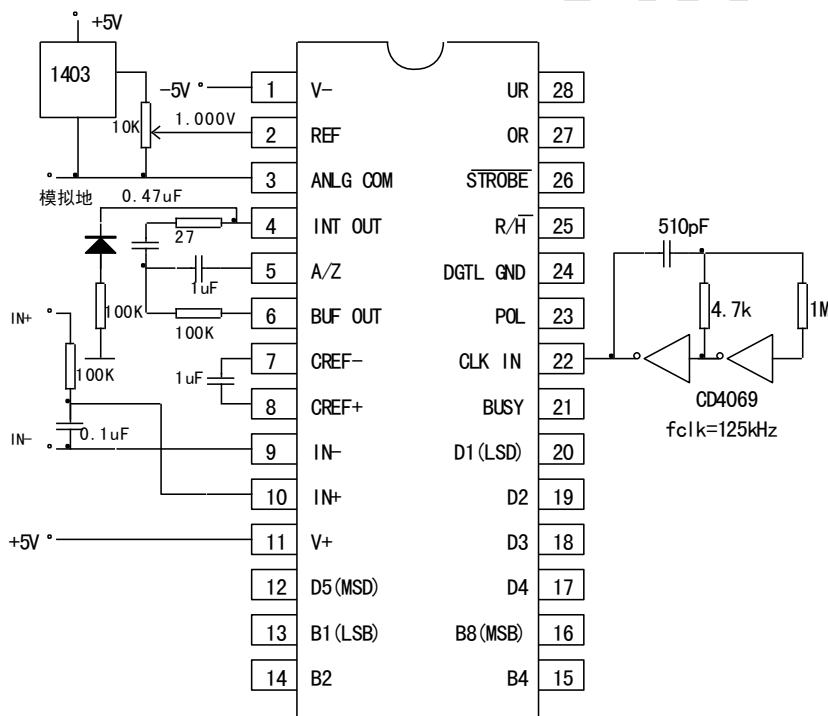 +5V
1403
10K
1.000V
-5V
模拟地
0.47uF
27
1uF
100K
100K
IN+
100K
1uF
IN-
0.1uF
+5V
1 V-
2 REF
3 ANLG COM
4 INT OUT
5 A/Z
6 BUF OUT
7 CREF-
8 CREF+
9 IN-
10 IN+
11 V+
12 D5(MSD)
13 B1(LSB)
14 B2
UR 28
OR 27
STROBE 26
R/H 25
DGTL GND 24
POL 23
CLK IN 22
BUSY 21
D1(LSD) 20
D2 19
D3 18
D4 17
B8(MSB) 16
B4 15
510pF
4.7k
1M
CD4069
fclk=125kHz